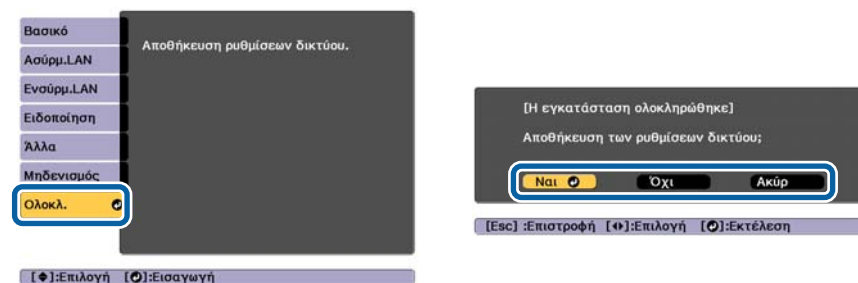 Βασικό
Ασύρμ.LAN
Ενσύρμ.LAN
Ειδοποίηση
Άλλα
Μηδενισμός
Ολοκλ.
Αποθήκευση ρυθμίσεων δικτύου.
[]:Επιλογή []:Εισαγωγή
[Η εγκατάσταση ολοκληρώθηκε]
Αποθήκευση των ρυθμίσεων δικτύου;
Ναι Όχι Ακύρ
[Esc] :Επιστροφή []:Επιλογή []:Εκτέλεση